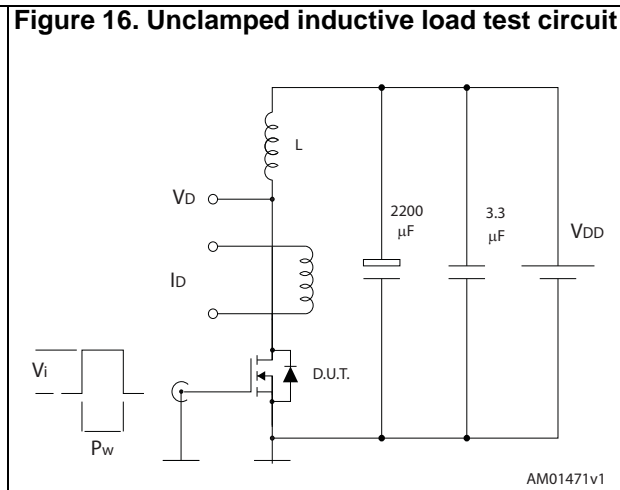 Figure 16. Unclamped inductive load test circuit
L
VD
2200
μF
3.3
μF
VDD
ID
Vi
D.U.T.
Pw
AM01471v1